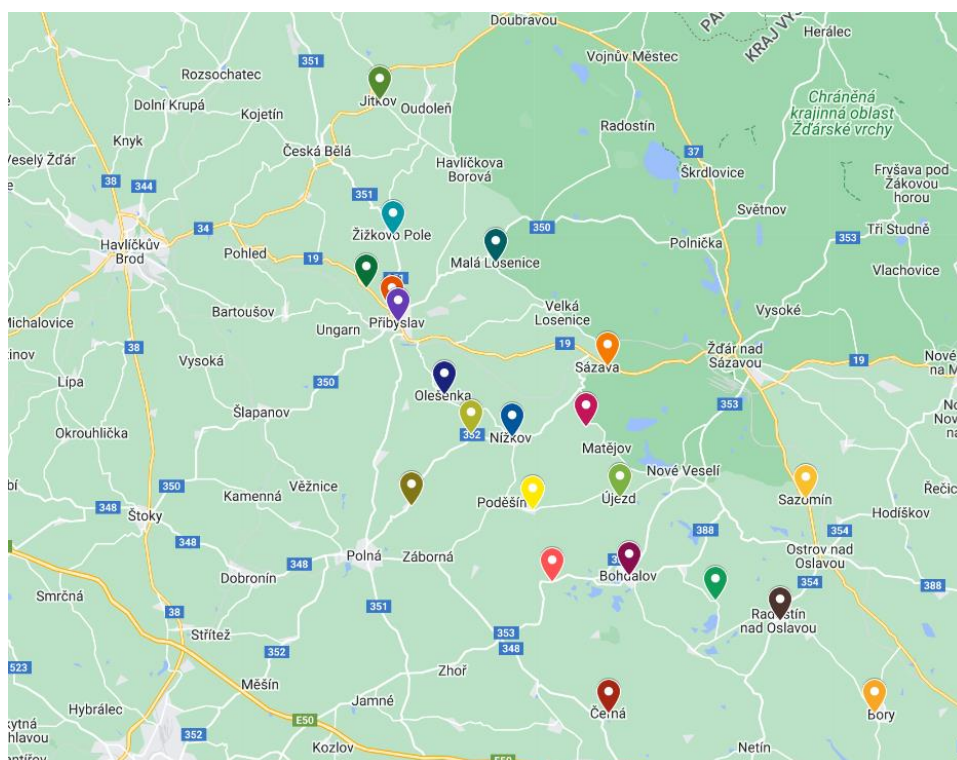 Doubravou
PAR
KRAJ VYS
Herálec
351
34
Vojnův Městec
Rozsochatec
Jitkov
Oudoleň
Dolní Krupá
Kojetín
Chráněná
krajinná oblast
Žďárské vrchy
Radostín
Knyk
Česká Bělá
37
Veselý Žďár
Havlíčkova
Borová
Škrdlovice
Fryšava pod
Žákovou
horou
38
344
351
Světnov
34
350
Žižkovo Pole
Tři Studně
Havlíčkův
Brod
Pohled
19
Malá Losenice
Polnička
353
Vlachovice
Bartoušov
Velká
Losenice
Vysoké
Michalovice
Ungarn
Přibyslav
38
19
Žďár nad
Sázavou
19
Vysoká
Sázava
Lípa
350
Olešenka
353
Šlapanov
Okrouhlička
352
Nížkov
Matějov
Nové Veselí
350
Věžnice
Kamenná
Poděšín
Újezd
Sazomín
348
Štoky
Hodíškov
388
354
348
Polná
Záborná
Ostrov nad
Oslavou
348
Dobronín
Bohdalov
354
388
Smrčná
38
351
Radostín
nad Oslavou
Střítež
353
352
348
523
Zhoř
Měšín
Jamné
Hybrálec
Černá
Bory
E50
352
Kozlov
Netín
E50